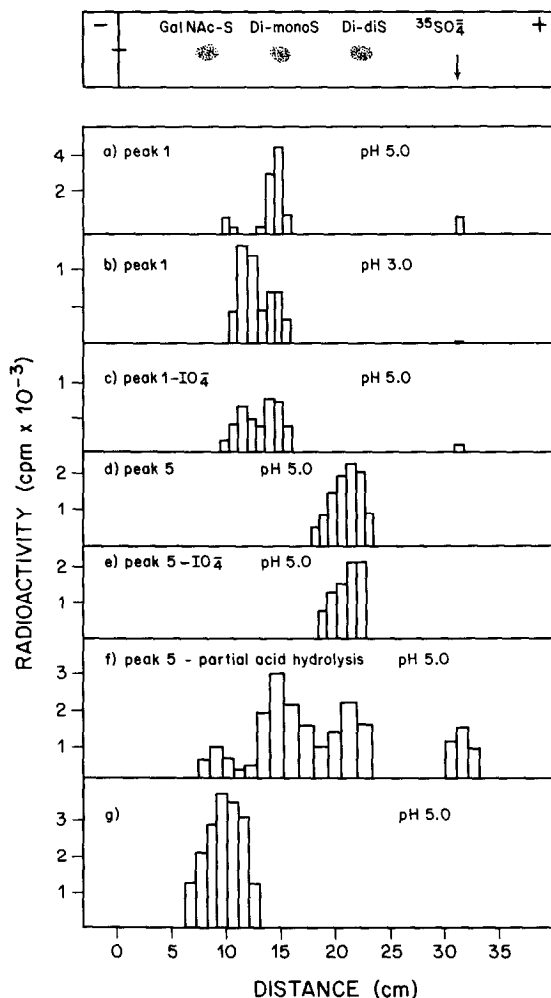 − GalNAc-S Di-monoS Di-diS ³⁵SO₄⁼ +
a) peak 1 pH 5.0
4
2
b) peak 1 pH 3.0
1
c) peak 1-IO₄⁻ pH 5.0
1
d) peak 5 pH 5.0
2
1
e) peak 5-IO₄⁻ pH 5.0
2
1
f) peak 5 - partial acid hydrolysis pH 5.0
3
2
1
g) pH 5.0
3
2
1
RADIOACTIVITY (cpm x 10⁻³)
0 5 10 15 20 25 30 35
DISTANCE (cm)